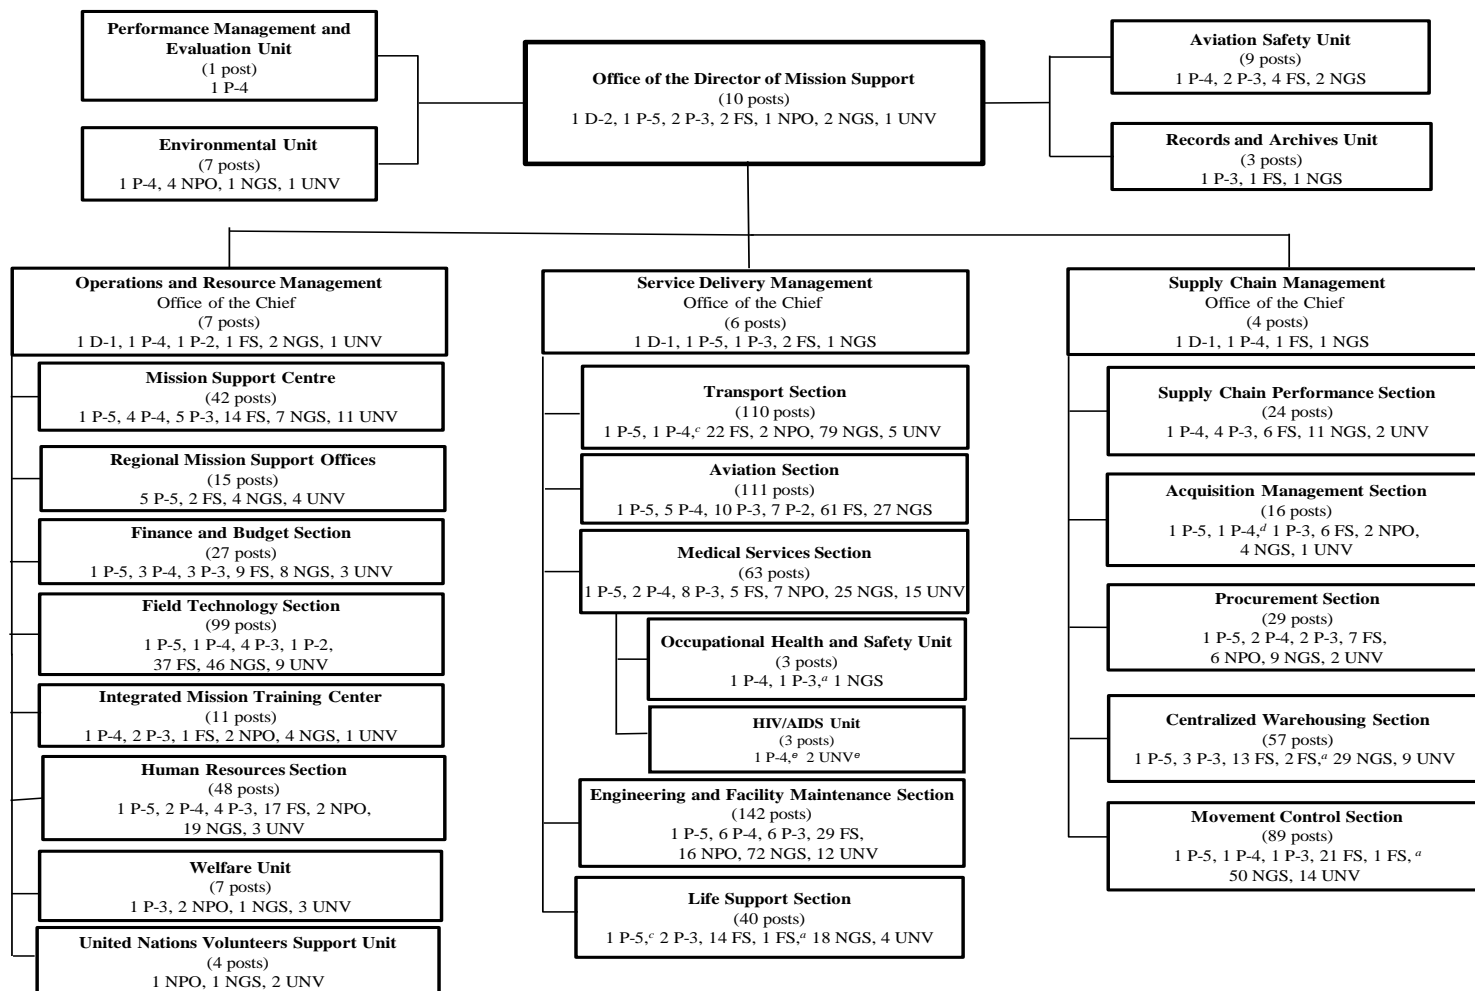 Performance Management and
Evaluation Unit
(1 post)
1 P-4
Environmental Unit
(7 posts)
1 P-4, 4 NPO, 1 NGS, 1 UNV
Office of the Director of Mission Support
(10 posts)
1 D-2, 1 P-5, 2 P-3, 2 FS, 1 NPO, 2 NGS, 1 UNV
Aviation Safety Unit
(9 posts)
1 P-4, 2 P-3, 4 FS, 2 NGS
Records and Archives Unit
(3 posts)
1 P-3, 1 FS, 1 NGS
Operations and Resource Management
Office of the Chief
(7 posts)
1 D-1, 1 P-4, 1 P-2, 1 FS, 2 NGS, 1 UNV
Mission Support Centre
(42 posts)
1 P-5, 4 P-4, 5 P-3, 14 FS, 7 NGS, 11 UNV
Regional Mission Support Offices
(15 posts)
5 P-5, 2 FS, 4 NGS, 4 UNV
Finance and Budget Section
(27 posts)
1 P-5, 3 P-4, 3 P-3, 9 FS, 8 NGS, 3 UNV
Field Technology Section
(99 posts)
1 P-5, 1 P-4, 4 P-3, 1 P-2,
37 FS, 46 NGS, 9 UNV
Integrated Mission Training Center
(11 posts)
1 P-4, 2 P-3, 1 FS, 2 NPO, 4 NGS, 1 UNV
Human Resources Section
(48 posts)
1 P-5, 2 P-4, 4 P-3, 17 FS, 2 NPO,
19 NGS, 3 UNV
Welfare Unit
(7 posts)
1 P-3, 2 NPO, 1 NGS, 3 UNV
United Nations Volunteers Support Unit
(4 posts)
1 NPO, 1 NGS, 2 UNV
Service Delivery Management
Office of the Chief
(6 posts)
1 D-1, 1 P-5, 1 P-3, 2 FS, 1 NGS
Transport Section
(110 posts)
1 P-5, 1 P-4,c 22 FS, 2 NPO, 79 NGS, 5 UNV
Aviation Section
(111 posts)
1 P-5, 5 P-4, 10 P-3, 7 P-2, 61 FS, 27 NGS
Medical Services Section
(63 posts)
1 P-5, 2 P-4, 8 P-3, 5 FS, 7 NPO, 25 NGS, 15 UNV
Occupational Health and Safety Unit
(3 posts)
1 P-4, 1 P-3,a 1 NGS
HIV/AIDS Unit
(3 posts)
1 P-4,e 2 UNVe
Engineering and Facility Maintenance Section
(142 posts)
1 P-5, 6 P-4, 6 P-3, 29 FS,
16 NPO, 72 NGS, 12 UNV
Life Support Section
(40 posts)
1 P-5,c 2 P-3, 14 FS, 1 FS,a 18 NGS, 4 UNV
Supply Chain Management
Office of the Chief
(4 posts)
1 D-1, 1 P-4, 1 FS, 1 NGS
Supply Chain Performance Section
(24 posts)
1 P-4, 4 P-3, 6 FS, 11 NGS, 2 UNV
Acquisition Management Section
(16 posts)
1 P-5, 1 P-4,d 1 P-3, 6 FS, 2 NPO,
4 NGS, 1 UNV
Procurement Section
(29 posts)
1 P-5, 2 P-4, 2 P-3, 7 FS,
6 NPO, 9 NGS, 2 UNV
Centralized Warehousing Section
(57 posts)
1 P-5, 3 P-3, 13 FS, 2 FS,a 29 NGS, 9 UNV
Movement Control Section
(89 posts)
1 P-5, 1 P-4, 1 P-3, 21 FS, 1 FS, a
50 NGS, 14 UNV